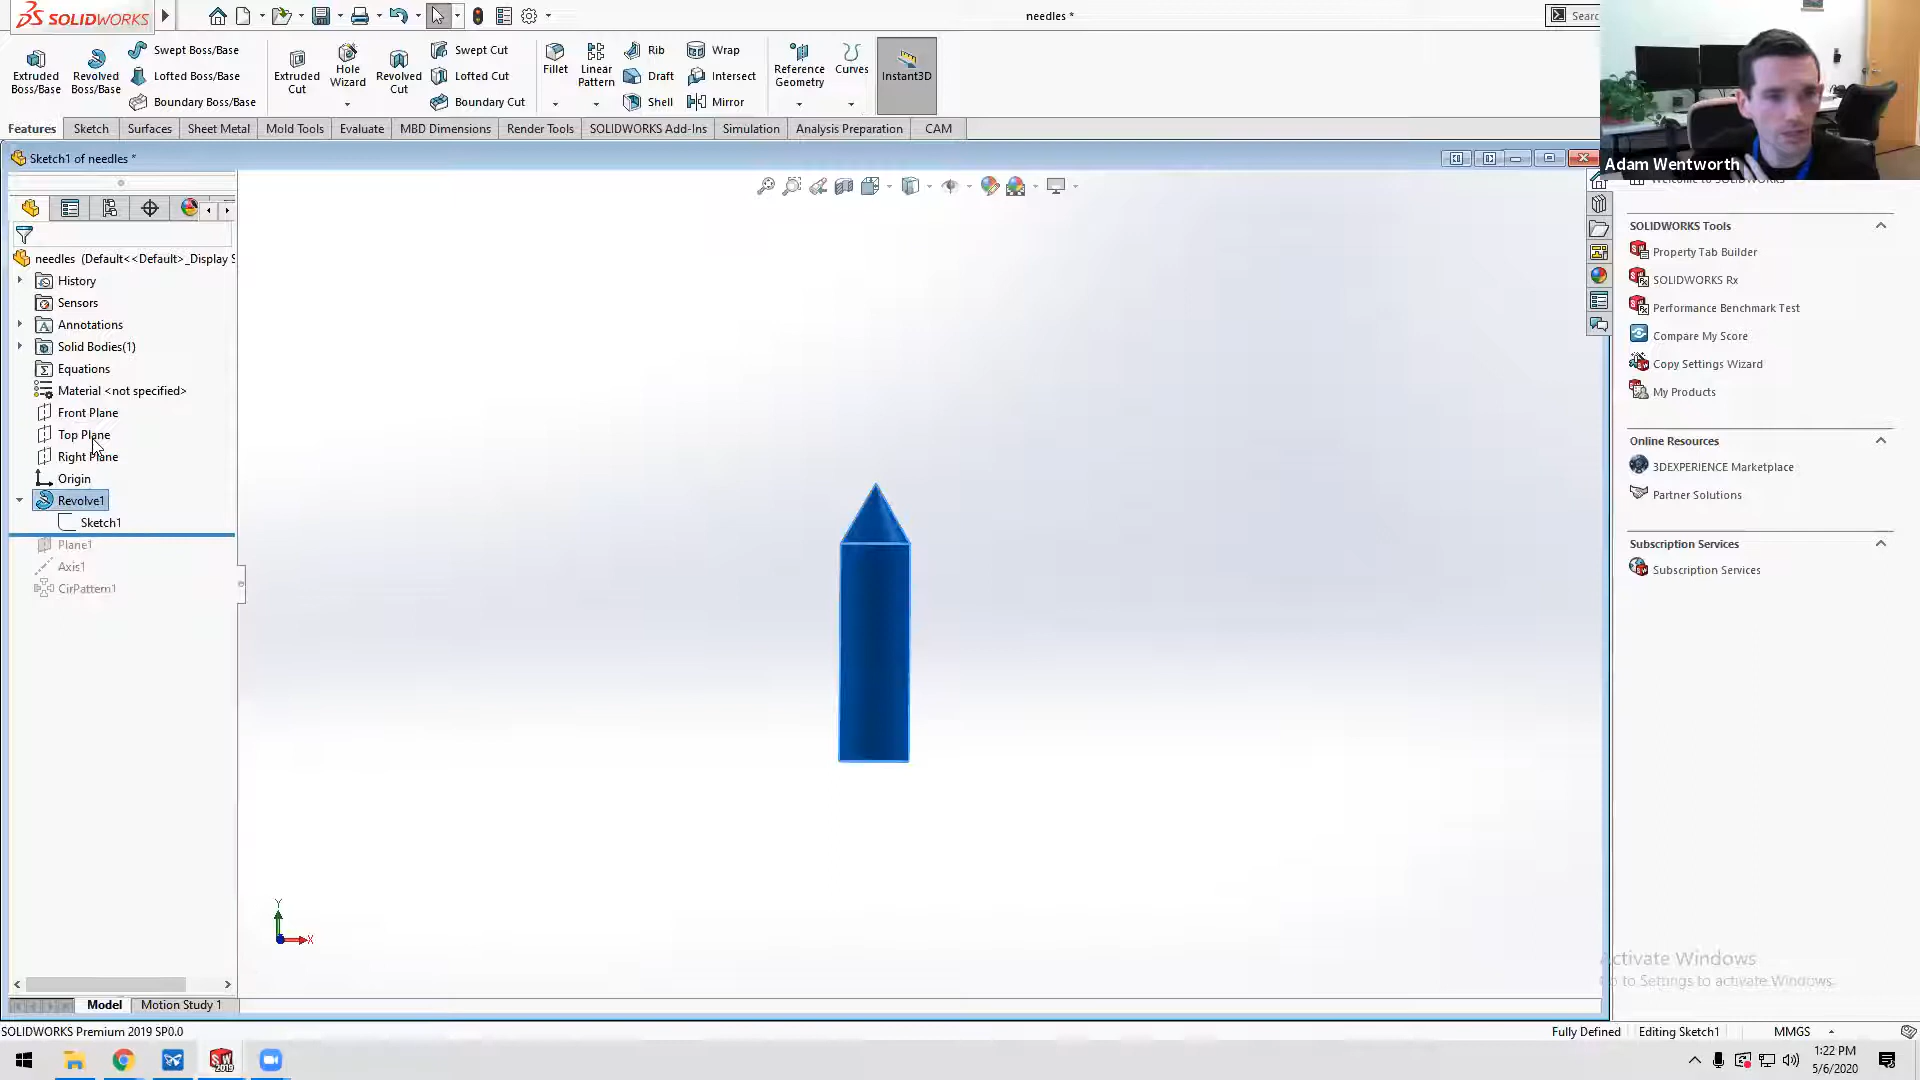 SOLIDWORKS
needles *
Searc
Extruded Boss/Base
Revolved Boss/Base
Swept Boss/Base
Lofted Boss/Base
Boundary Boss/Base
Extruded Cut
Hole Wizard
Revolved Cut
Swept Cut
Lofted Cut
Boundary Cut
Fillet
Linear Pattern
Rib
Draft
Shell
Wrap
Intersect
Mirror
Reference Geometry
Curves
Instant3D
Features
Sketch
Surfaces
Sheet Metal
Mold Tools
Evaluate
MBD Dimensions
Render Tools
SOLIDWORKS Add-Ins
Simulation
Analysis Preparation
CAM
Adam Wentworth
Sketch1 of needles *
needles (Default<<Default>_Display S
History
Sensors
Annotations
Solid Bodies(1)
Equations
Material <not specified>
Front Plane
Top Plane
Right Plane
Origin
Revolve1
Sketch1
Plane1
Axis1
CirPattern1
Y
X
Welcome to SOLIDWORKS
SOLIDWORKS Tools
Property Tab Builder
SOLIDWORKS Rx
Performance Benchmark Test
Compare My Score
Copy Settings Wizard
My Products
Online Resources
3DEXPERIENCE Marketplace
Partner Solutions
Subscription Services
Subscription Services
Activate Windows
Go to Settings to activate Windows.
Model
Motion Study 1
SOLIDWORKS Premium 2019 SP0.0
Fully Defined
Editing Sketch1
MMGS
1:22 PM
5/6/2020